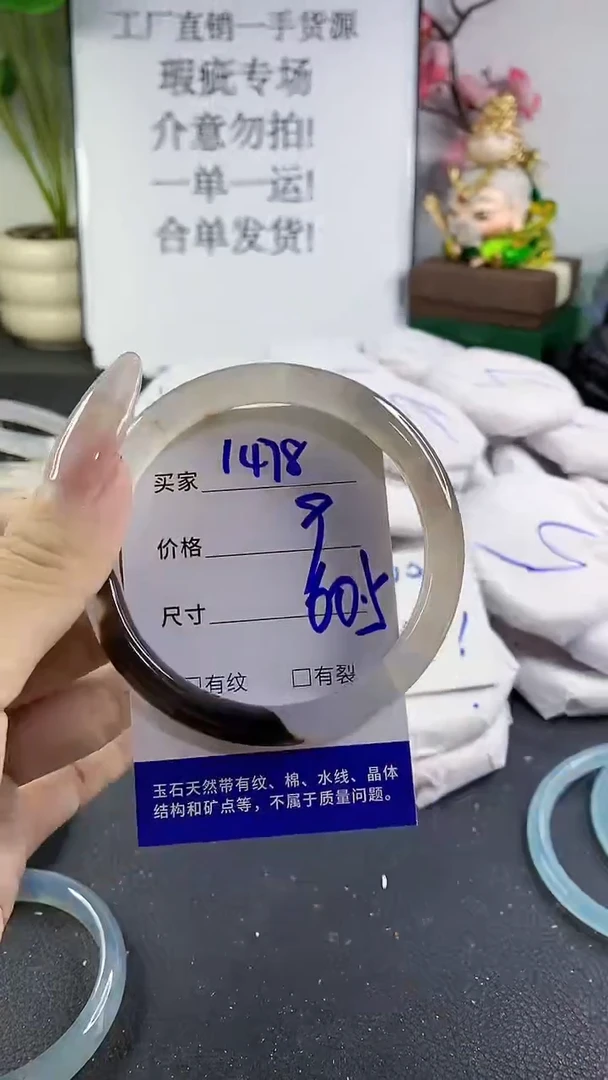 工厂直销一手货源
瑕疵专场
介意勿拍!
一单一运!
合单发货!
买家 1478
价格 9
尺寸 60.5
□有纹 □有裂
玉石天然带有纹、棉、水线、晶体
结构和矿点等，不属于质量问题。